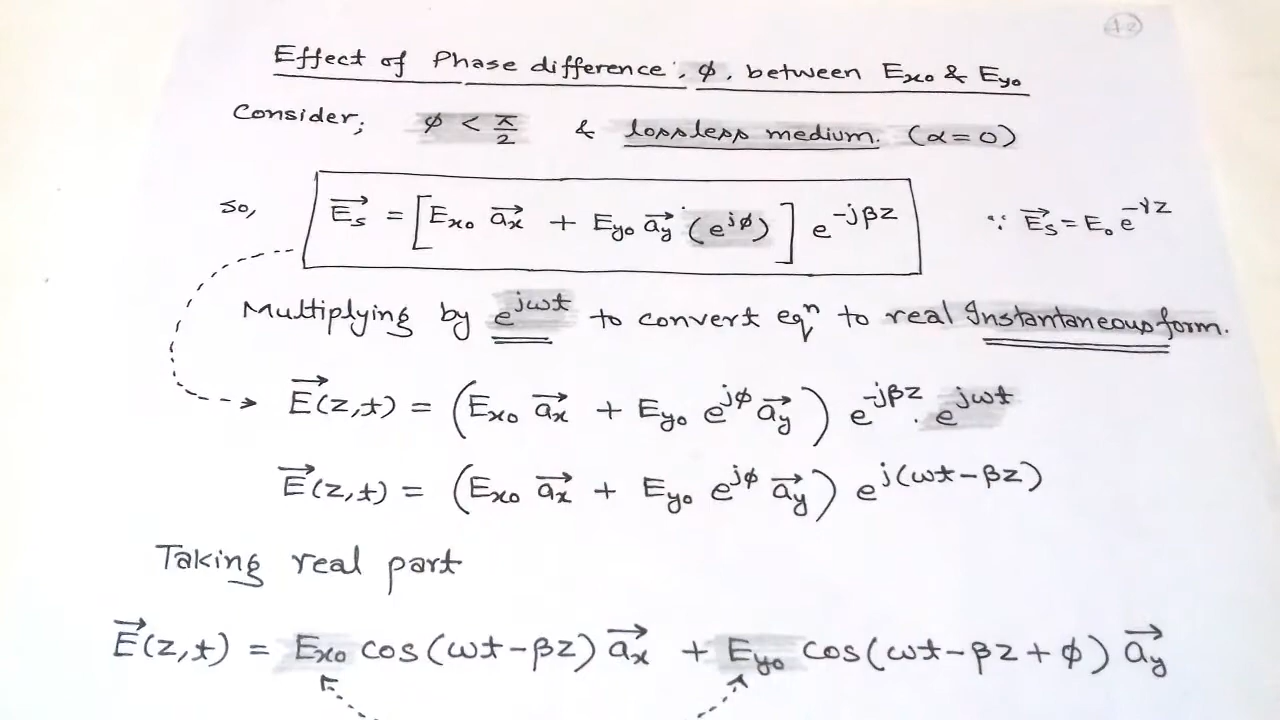 42
Effect of Phase difference, ϕ, between Exo & Eyo
Consider; ϕ < π/2 & lossless medium. (α=0)
so, E⃗s = [Exo a⃗x + Eyo a⃗y (e^jϕ)] e^-jβz ∵ E⃗s = E₀ e^-γz
Multiplying by e^jωt to convert eqⁿ to real Instantaneous form.
E⃗(z,t) = (Exo a⃗x + Eyo e^jϕ a⃗y) e^-jβz . e^jωt
E⃗(z,t) = (Exo a⃗x + Eyo e^jϕ a⃗y) e^j(ωt-βz)
Taking real part
E⃗(z,t) = Exo cos(ωt-βz) a⃗x + Eyo cos(ωt-βz+ϕ) a⃗y